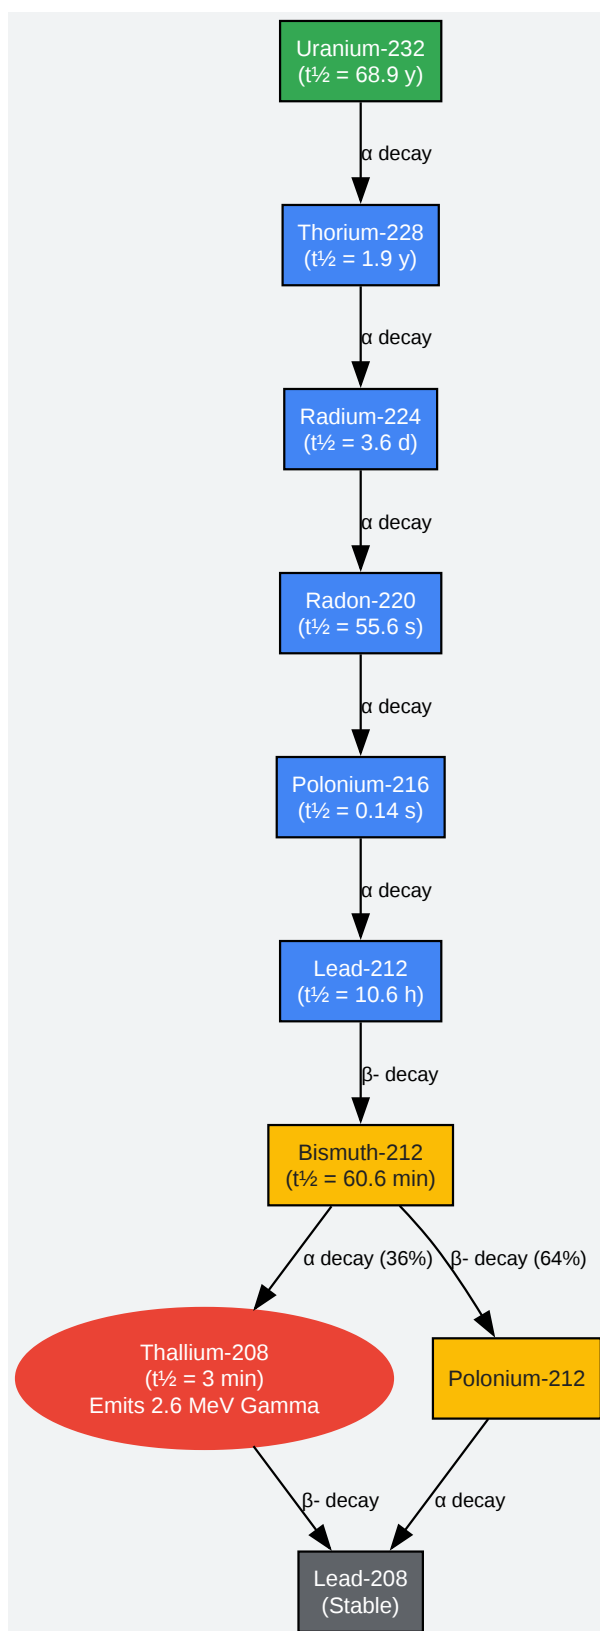 Uranium-232
(t½ = 68.9 y)
α decay
Thorium-228
(t½ = 1.9 y)
α decay
Radium-224
(t½ = 3.6 d)
α decay
Radon-220
(t½ = 55.6 s)
α decay
Polonium-216
(t½ = 0.14 s)
α decay
Lead-212
(t½ = 10.6 h)
β- decay
Bismuth-212
(t½ = 60.6 min)
α decay (36%)
β- decay (64%)
Thallium-208
(t½ = 3 min)
Emits 2.6 MeV Gamma
Polonium-212
β- decay
α decay
Lead-208
(Stable)